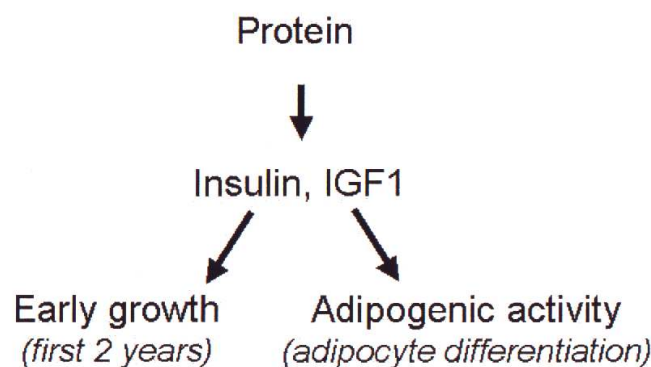 Protein
Insulin, IGF1
Early growth
(first 2 years)
Adipogenic activity
(adipocyte differentiation)